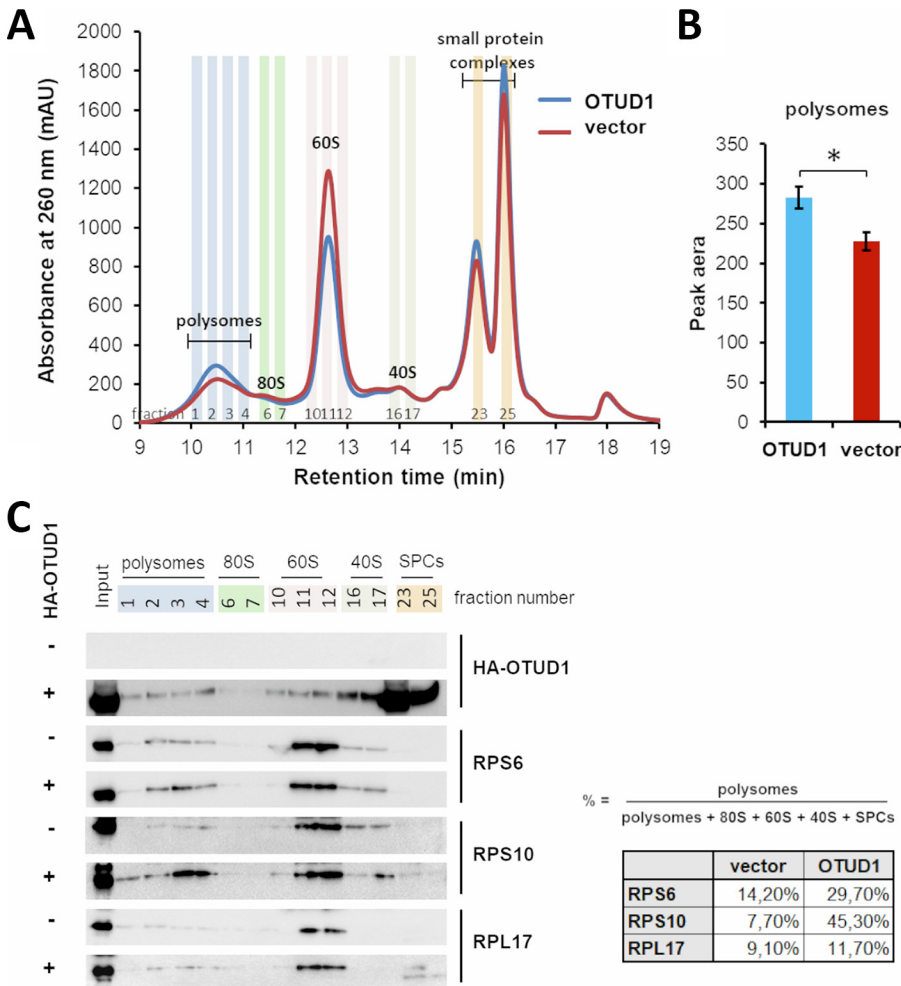 A
2000
1800
1600
1400
1200
1000
800
600
400
200
0
Absorbance at 260 nm (mAU)
small protein
complexes
OTUD1
vector
60S
polysomes
80S
40S
fraction 1 2 3 4 6 7 10 11 12 16 17 23 25
9 10 11 12 13 14 15 16 17 18 19
Retention time (min)
B
polysomes
*
350
300
250
200
150
100
50
0
Peak aera
OTUD1 vector
C
HA-OTUD1
Input
polysomes 80S 60S 40S SPCs
1 2 3 4 6 7 10 11 12 16 17 23 25 fraction number
-
+
HA-OTUD1
-
+
RPS6
-
+
RPS10
-
+
RPL17
% =
polysomes
polysomes + 80S + 60S + 40S + SPCs
vector OTUD1
RPS6 14,20% 29,70%
RPS10 7,70% 45,30%
RPL17 9,10% 11,70%